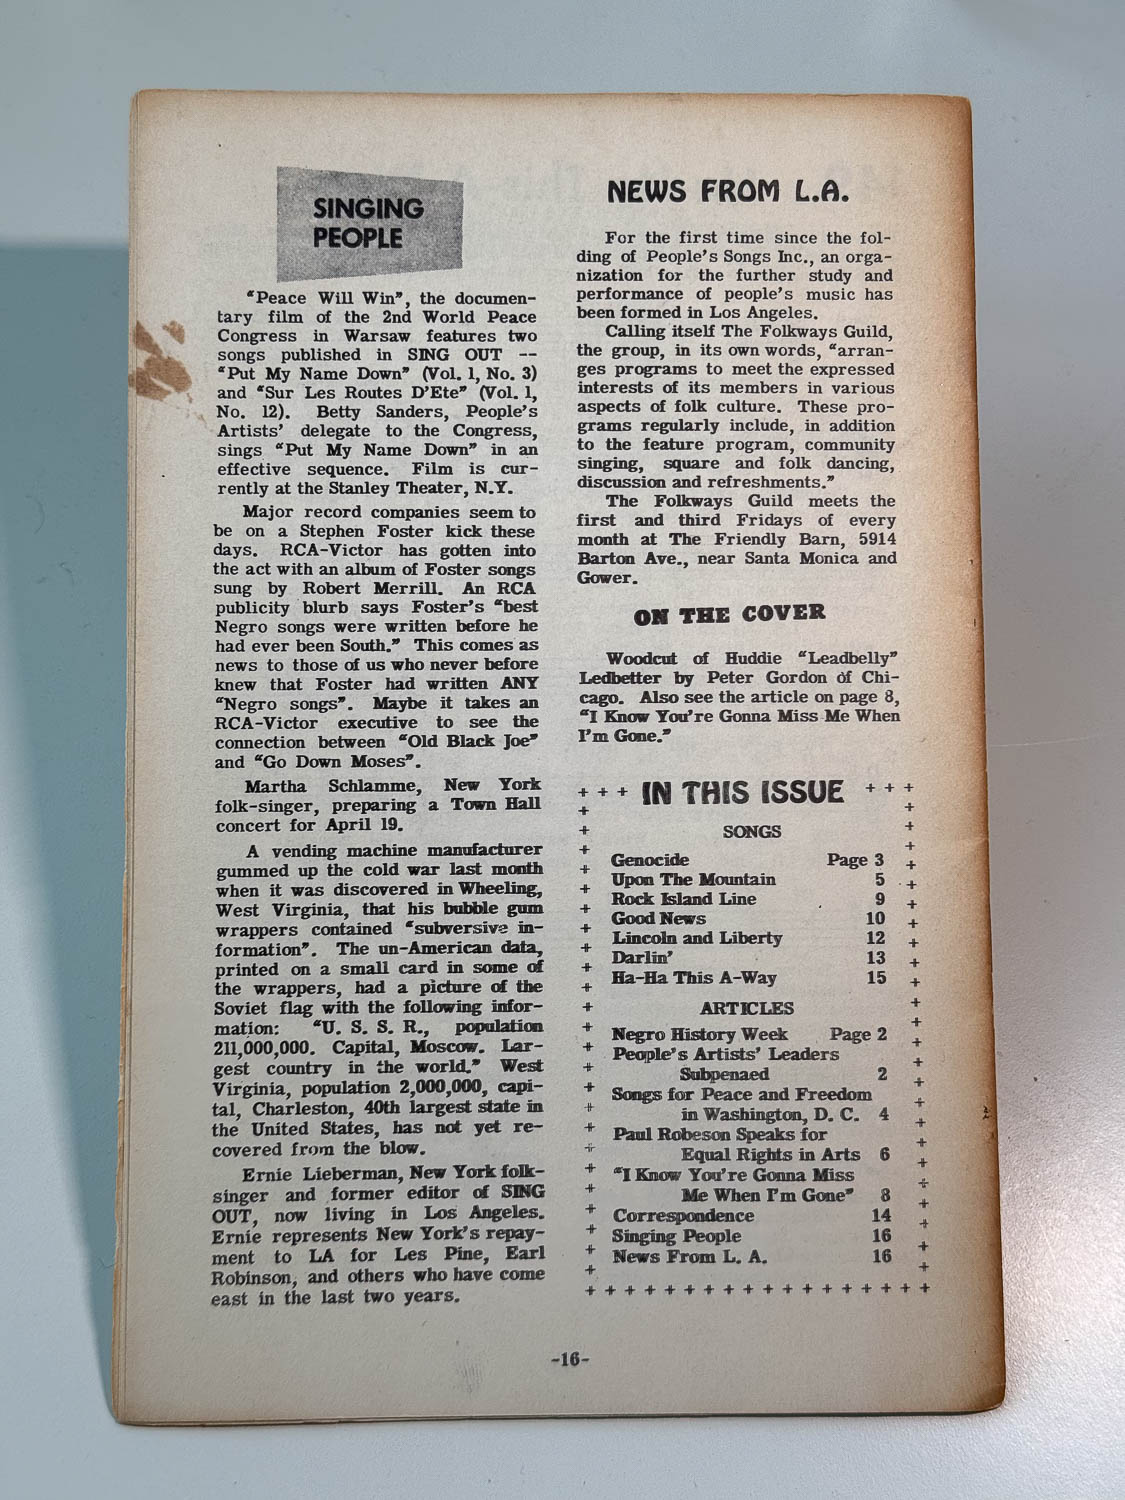 SINGING
PEOPLE
"Peace Will Win", the documen-
tary film of the 2nd World Peace
Congress in Warsaw features two
songs published in SING OUT --
"Put My Name Down" (Vol. 1, No. 3)
and "Sur Les Routes D'Ete" (Vol. 1,
No. 12). Betty Sanders, People's
Artists' delegate to the Congress,
sings "Put My Name Down" in an
effective sequence. Film is cur-
rently at the Stanley Theater, N.Y.
Major record companies seem to
be on a Stephen Foster kick these
days. RCA-Victor has gotten into
the act with an album of Foster songs
sung by Robert Merrill. An RCA
publicity blurb says Foster's "best
Negro songs were written before he
had ever been South." This comes as
news to those of us who never before
knew that Foster had written ANY
"Negro songs". Maybe it takes an
RCA-Victor executive to see the
connection between "Old Black Joe"
and "Go Down Moses".
Martha Schlamme, New York
folk-singer, preparing a Town Hall
concert for April 19.
A vending machine manufacturer
gummed up the cold war last month
when it was discovered in Wheeling,
West Virginia, that his bubble gum
wrappers contained "subversive in-
formation". The un-American data,
printed on a small card in some of
the wrappers, had a picture of the
Soviet flag with the following infor-
mation: "U. S. S. R., population
211,000,000. Capital, Moscow. Lar-
gest country in the world." West
Virginia, population 2,000,000, capi-
tal, Charleston, 40th largest state in
the United States, has not yet re-
covered from the blow.
Ernie Lieberman, New York folk-
singer and former editor of SING
OUT, now living in Los Angeles.
Ernie represents New York's repay-
ment to LA for Les Pine, Earl
Robinson, and others who have come
east in the last two years.
NEWS FROM L.A.
For the first time since the fol-
ding of People's Songs Inc., an orga-
nization for the further study and
performance of people's music has
been formed in Los Angeles.
Calling itself The Folkways Guild,
the group, in its own words, "arran-
ges programs to meet the expressed
interests of its members in various
aspects of folk culture. These pro-
grams regularly include, in addition
to the feature program, community
singing, square and folk dancing,
discussion and refreshments."
The Folkways Guild meets the
first and third Fridays of every
month at The Friendly Barn, 5914
Barton Ave., near Santa Monica and
Gower.
ON THE COVER
Woodcut of Huddie "Leadbelly"
Ledbetter by Peter Gordon of Chi-
cago. Also see the article on page 8,
"I Know You're Gonna Miss Me When
I'm Gone."
+ + + IN THIS ISSUE + + +
SONGS
Genocide Page 3
Upon The Mountain 5
Rock Island Line 9
Good News 10
Lincoln and Liberty 12
Darlin' 13
Ha-Ha This A-Way 15
ARTICLES
Negro History Week Page 2
People's Artists' Leaders
Subpenaed 2
Songs for Peace and Freedom
in Washington, D. C. 4
Paul Robeson Speaks for
Equal Rights in Arts 6
"I Know You're Gonna Miss
Me When I'm Gone" 8
Correspondence 14
Singing People 16
News From L. A. 16
-16-